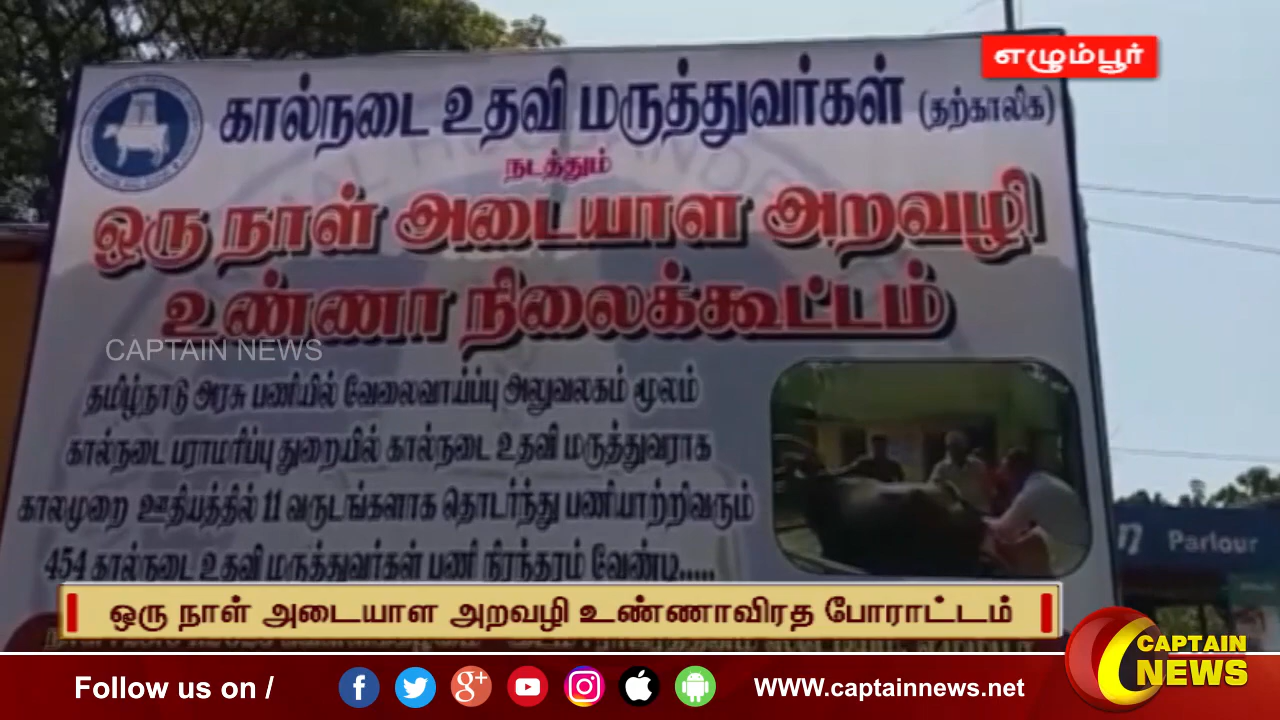 எழும்பூர்
கால்நடை உதவி மருத்துவர்கள் (தற்காலிக)
நடத்தும்
ஒரு நாள் அடையாள அறவழி
உண்ணா நிலைக்கூட்டம்
CAPTAIN NEWS
தமிழ்நாடு அரசு பணியில் வேலைவாய்ப்பு அலுவலகம் மூலம்
கால்நடை பராமரிப்பு துறையில் கால்நடை உதவி மருத்துவராக
காலமுறை ஊதியத்தில் 11 வருடங்களாக தொடர்ந்து பணியாற்றிவரும்
454 கால்நடை உதவி மருத்துவர்கள் பணி நிரந்தரம் வேண்டி.....
Parlour
ஒரு நாள் அடையாள அறவழி உண்ணாவிரத போராட்டம்
CAPTAIN
NEWS
Follow us on / www.captainnews.net